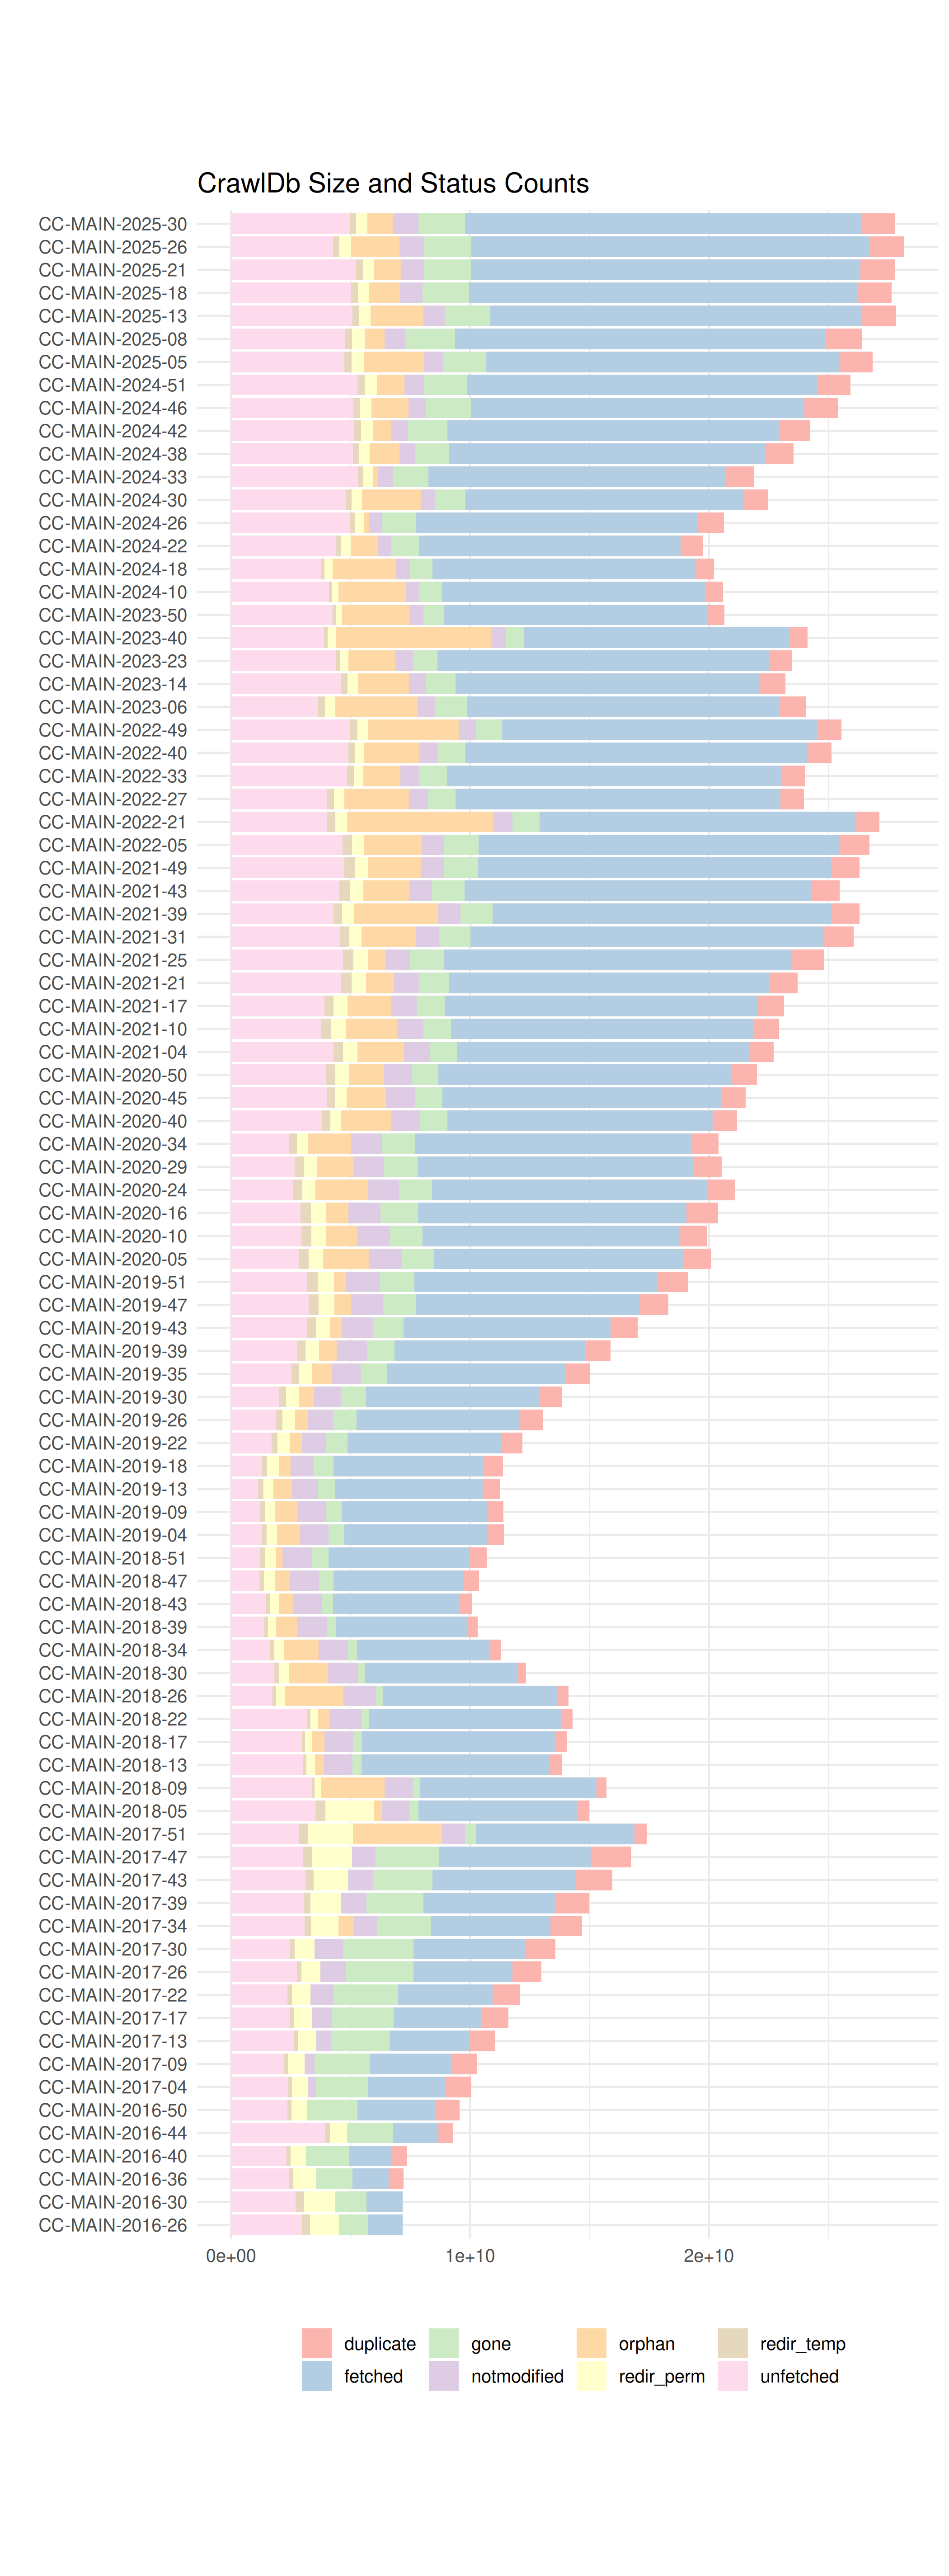 CrawlDb Size and Status Counts
CC-MAIN-2025-30
CC-MAIN-2025-26
CC-MAIN-2025-21
CC-MAIN-2025-18
CC-MAIN-2025-13
CC-MAIN-2025-08
CC-MAIN-2025-05
CC-MAIN-2024-51
CC-MAIN-2024-46
CC-MAIN-2024-42
CC-MAIN-2024-38
CC-MAIN-2024-33
CC-MAIN-2024-30
CC-MAIN-2024-26
CC-MAIN-2024-22
CC-MAIN-2024-18
CC-MAIN-2024-10
CC-MAIN-2023-50
CC-MAIN-2023-40
CC-MAIN-2023-23
CC-MAIN-2023-14
CC-MAIN-2023-06
CC-MAIN-2022-49
CC-MAIN-2022-40
CC-MAIN-2022-33
CC-MAIN-2022-27
CC-MAIN-2022-21
CC-MAIN-2022-05
CC-MAIN-2021-49
CC-MAIN-2021-43
CC-MAIN-2021-39
CC-MAIN-2021-31
CC-MAIN-2021-25
CC-MAIN-2021-21
CC-MAIN-2021-17
CC-MAIN-2021-10
CC-MAIN-2021-04
CC-MAIN-2020-50
CC-MAIN-2020-45
CC-MAIN-2020-40
CC-MAIN-2020-34
CC-MAIN-2020-29
CC-MAIN-2020-24
CC-MAIN-2020-16
CC-MAIN-2020-10
CC-MAIN-2020-05
CC-MAIN-2019-51
CC-MAIN-2019-47
CC-MAIN-2019-43
CC-MAIN-2019-39
CC-MAIN-2019-35
CC-MAIN-2019-30
CC-MAIN-2019-26
CC-MAIN-2019-22
CC-MAIN-2019-18
CC-MAIN-2019-13
CC-MAIN-2019-09
CC-MAIN-2019-04
CC-MAIN-2018-51
CC-MAIN-2018-47
CC-MAIN-2018-43
CC-MAIN-2018-39
CC-MAIN-2018-34
CC-MAIN-2018-30
CC-MAIN-2018-26
CC-MAIN-2018-22
CC-MAIN-2018-17
CC-MAIN-2018-13
CC-MAIN-2018-09
CC-MAIN-2018-05
CC-MAIN-2017-51
CC-MAIN-2017-47
CC-MAIN-2017-43
CC-MAIN-2017-39
CC-MAIN-2017-34
CC-MAIN-2017-30
CC-MAIN-2017-26
CC-MAIN-2017-22
CC-MAIN-2017-17
CC-MAIN-2017-13
CC-MAIN-2017-09
CC-MAIN-2017-04
CC-MAIN-2016-50
CC-MAIN-2016-44
CC-MAIN-2016-40
CC-MAIN-2016-36
CC-MAIN-2016-30
CC-MAIN-2016-26
0e+00 1e+10 2e+10
duplicate gone orphan redir_temp
fetched notmodified redir_perm unfetched